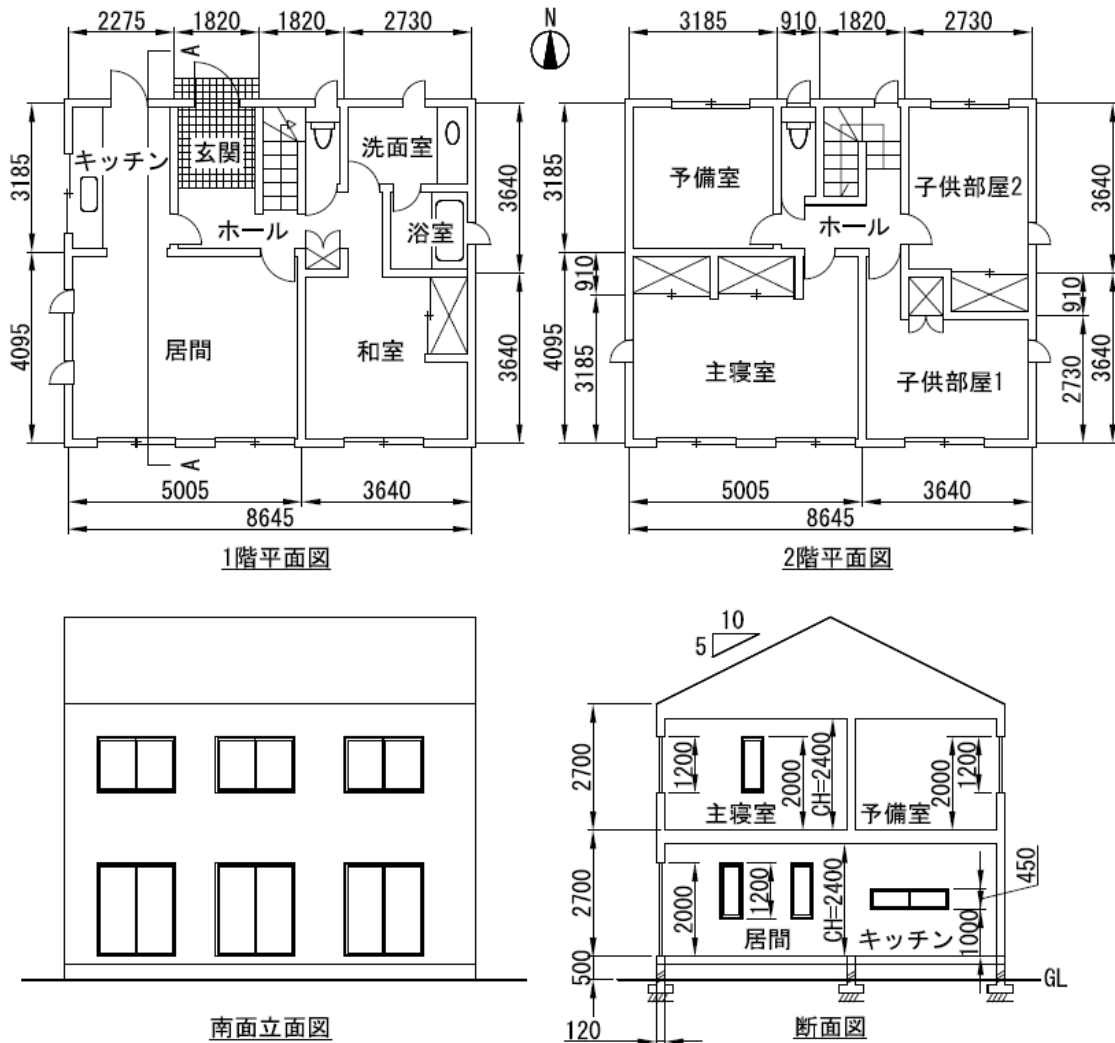 2275 1820 1820 2730
N
3185 910 1820 2730
A
キッチン
玄関
洗面室
ホール
浴室
居間
和室
3185
4095
3640
3640
A
5005 3640
8645
1階平面図
予備室
子供部屋2
ホール
主寝室
子供部屋1
3185
4095
910
3185
3640
910
2730
3640
5005 3640
8645
2階平面図
南面立面図
10
5
2700
2700
500
1200
2000
CH=2400
2000
1200
主寝室
予備室
2000
1200
CH=2400
450
1000
居間
キッチン
GL
120
断面図